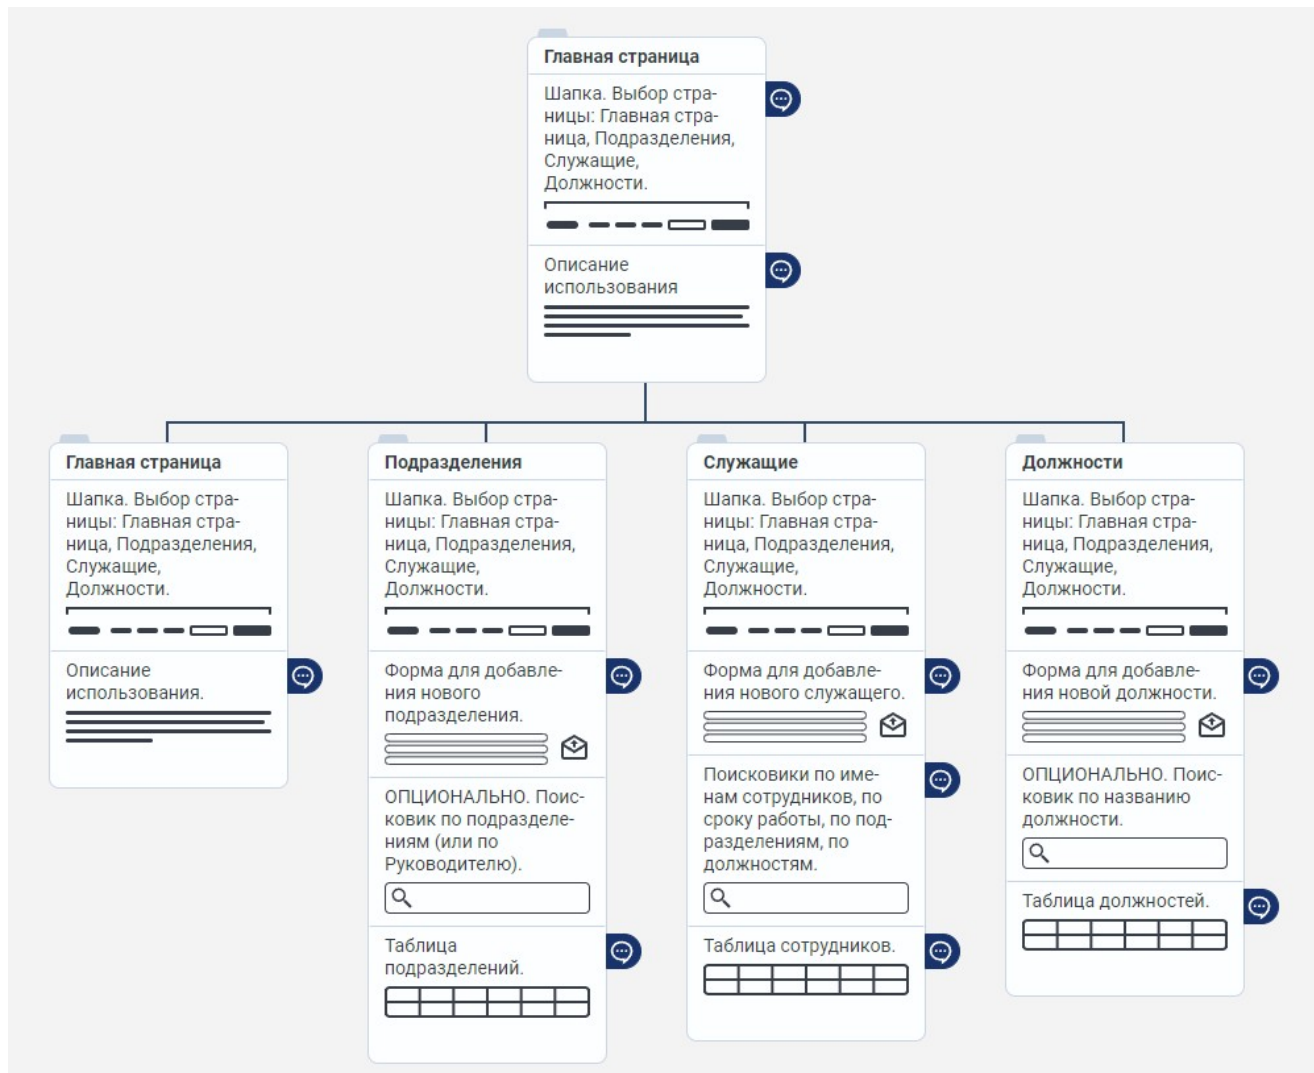 Главная страница
Шапка. Выбор стра-
ницы: Главная стра-
ница, Подразделения,
Служащие,
Должности.
Описание
использования
Главная страница
Шапка. Выбор стра-
ницы: Главная стра-
ница, Подразделения,
Служащие,
Должности.
Описание
использования.
Подразделения
Шапка. Выбор стра-
ницы: Главная стра-
ница, Подразделения,
Служащие,
Должности.
Форма для добавле-
ния нового
подразделения.
ОПЦИОНАЛЬНО. Поис-
ковик по подразделе-
ниям (или по
Руководителю).
Таблица
подразделений.
Служащие
Шапка. Выбор стра-
ницы: Главная стра-
ница, Подразделения,
Служащие,
Должности.
Форма для добавле-
ния нового служащего.
Поисковики по име-
нам сотрудников, по
сроку работы, по под-
разделениям, по
должностям.
Таблица сотрудников.
Должности
Шапка. Выбор стра-
ницы: Главная стра-
ница, Подразделения,
Служащие,
Должности.
Форма для добавле-
ния новой должности.
ОПЦИОНАЛЬНО. Поис-
ковик по названию
должности.
Таблица должностей.